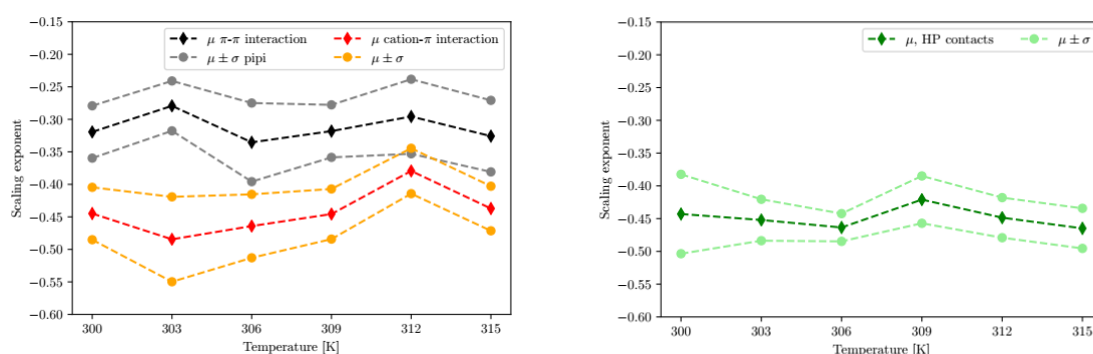 −0.15
−0.20
−0.25
−0.30
−0.35
−0.40
−0.45
−0.50
−0.55
−0.60
Scaling exponent
μ π-π interaction
μ ± σ pipi
μ cation-π interaction
μ ± σ
300 303 306 309 312 315
Temperature [K]
−0.15
−0.20
−0.25
−0.30
−0.35
−0.40
−0.45
−0.50
−0.55
−0.60
Scaling exponent
μ, HP contacts
μ ± σ
300 303 306 309 312 315
Temperature [K]